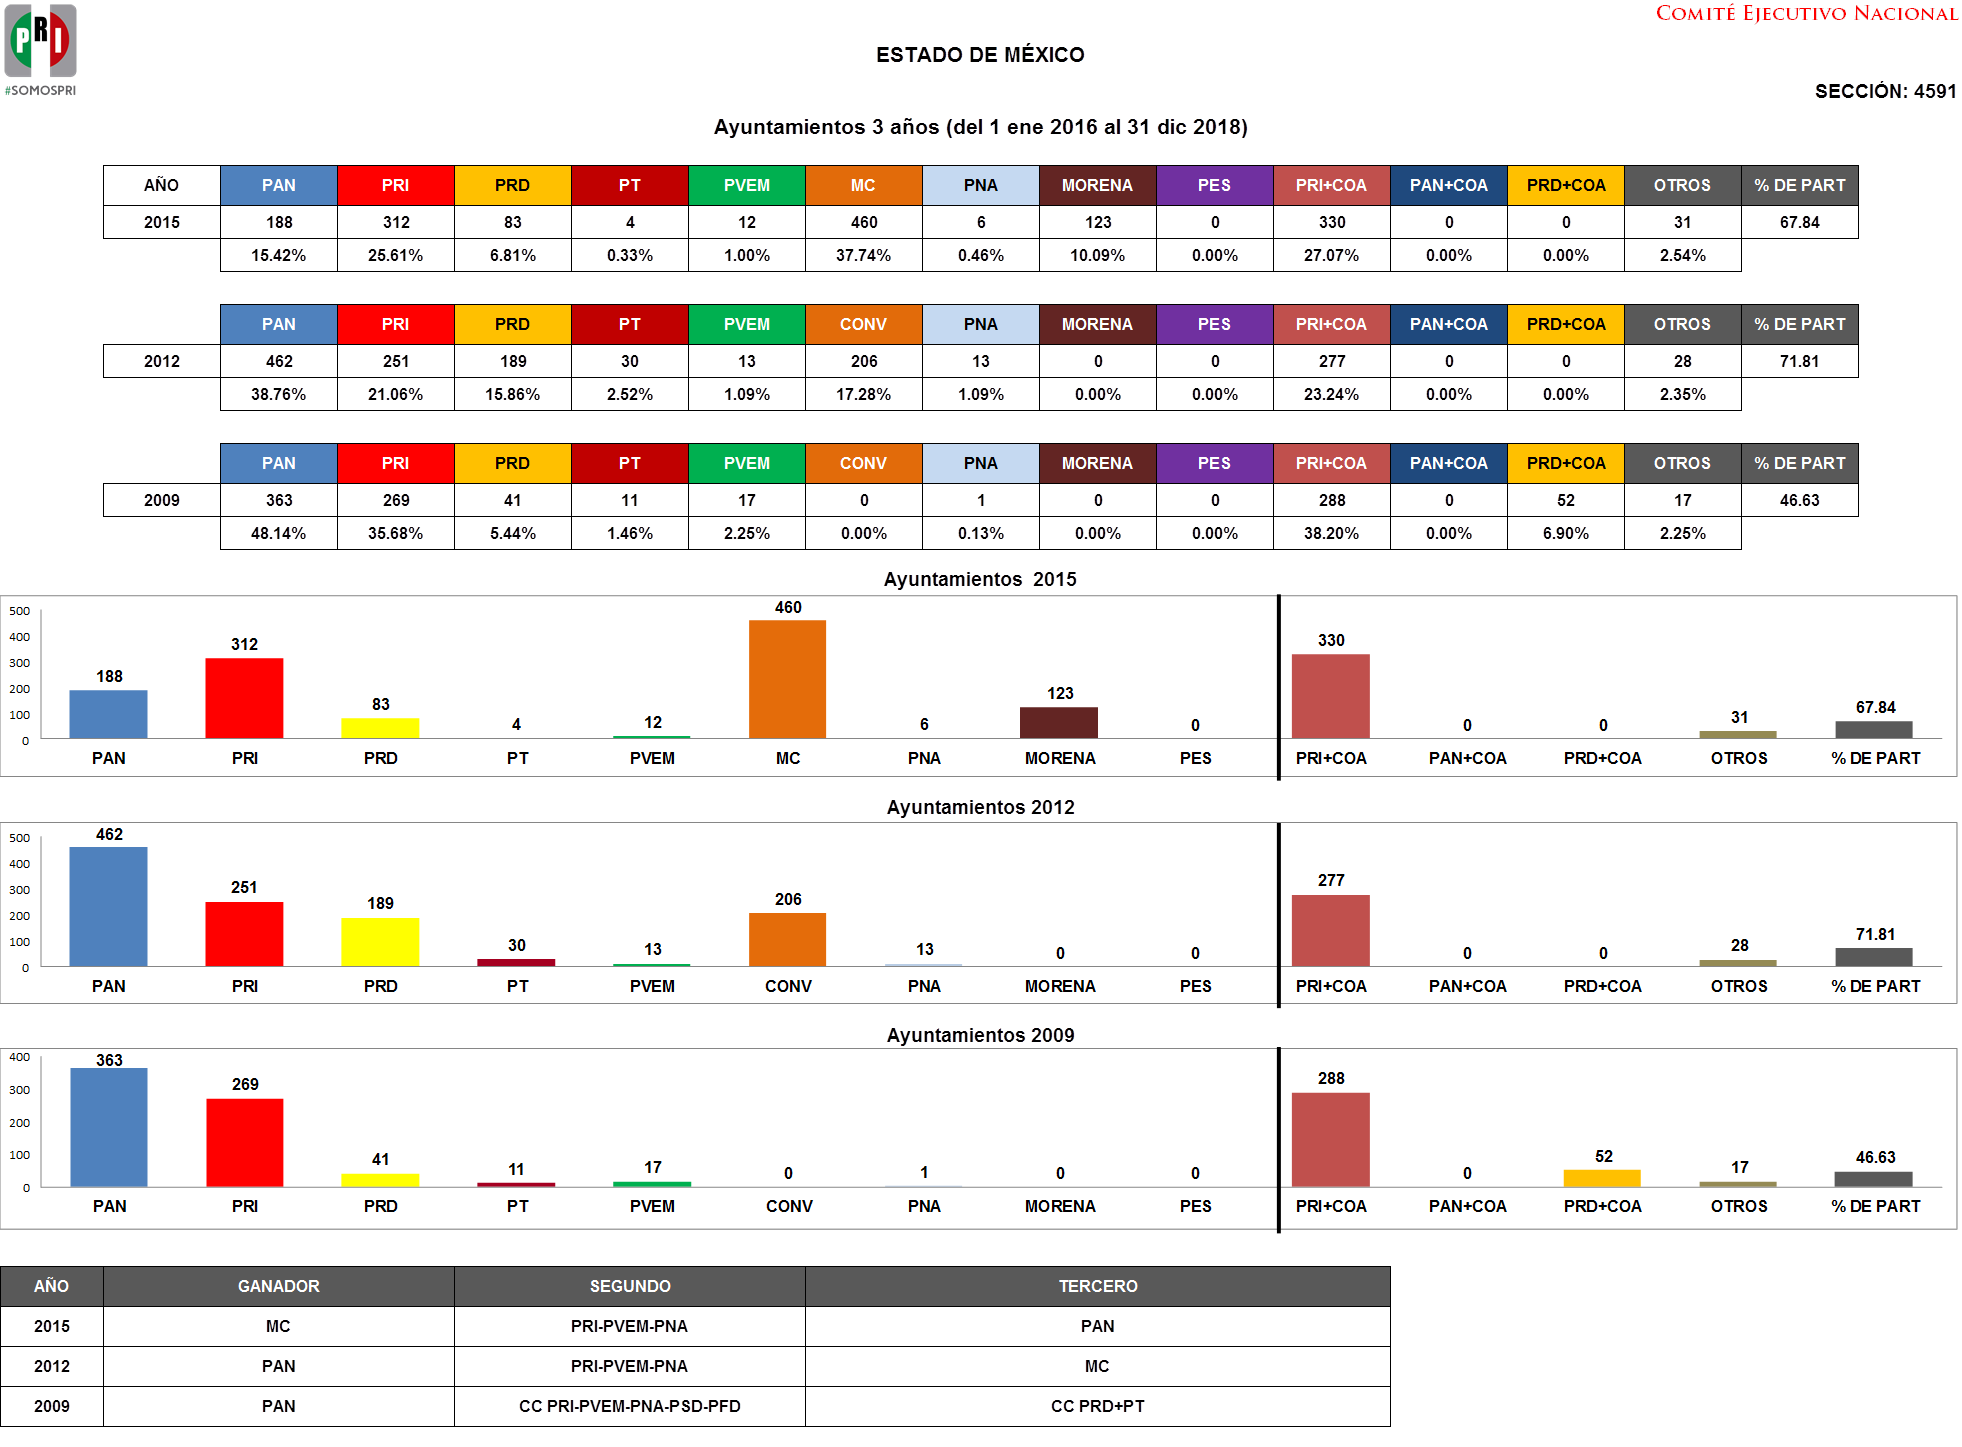 COMITÉ EJECUTIVO NACIONAL
PRI
#SOMOSPRI
ESTADO DE MÉXICO
SECCIÓN: 4591
Ayuntamientos 3 años (del 1 ene 2016 al 31 dic 2018)
AÑO PAN PRI PRD PT PVEM MC PNA MORENA PES PRI+COA PAN+COA PRD+COA OTROS % DE PART
2015 188 312 83 4 12 460 6 123 0 330 0 0 31 67.84
15.42% 25.61% 6.81% 0.33% 1.00% 37.74% 0.46% 10.09% 0.00% 27.07% 0.00% 0.00% 2.54%
PAN PRI PRD PT PVEM CONV PNA MORENA PES PRI+COA PAN+COA PRD+COA OTROS % DE PART
2012 462 251 189 30 13 206 13 0 0 277 0 0 28 71.81
38.76% 21.06% 15.86% 2.52% 1.09% 17.28% 1.09% 0.00% 0.00% 23.24% 0.00% 0.00% 2.35%
PAN PRI PRD PT PVEM CONV PNA MORENA PES PRI+COA PAN+COA PRD+COA OTROS % DE PART
2009 363 269 41 11 17 0 1 0 0 288 0 52 17 46.63
48.14% 35.68% 5.44% 1.46% 2.25% 0.00% 0.13% 0.00% 0.00% 38.20% 0.00% 6.90% 2.25%
Ayuntamientos 2015
500
400
300
200
100
0
188 312 83 4 12 460 6 123 0 330 0 0 31 67.84
PAN PRI PRD PT PVEM MC PNA MORENA PES PRI+COA PAN+COA PRD+COA OTROS % DE PART
Ayuntamientos 2012
500
400
300
200
100
0
462 251 189 30 13 206 13 0 0 277 0 0 28 71.81
PAN PRI PRD PT PVEM CONV PNA MORENA PES PRI+COA PAN+COA PRD+COA OTROS % DE PART
Ayuntamientos 2009
400
300
200
100
0
363 269 41 11 17 0 1 0 0 288 0 52 17 46.63
PAN PRI PRD PT PVEM CONV PNA MORENA PES PRI+COA PAN+COA PRD+COA OTROS % DE PART
AÑO GANADOR SEGUNDO TERCERO
2015 MC PRI-PVEM-PNA PAN
2012 PAN PRI-PVEM-PNA MC
2009 PAN CC PRI-PVEM-PNA-PSD-PFD CC PRD+PT